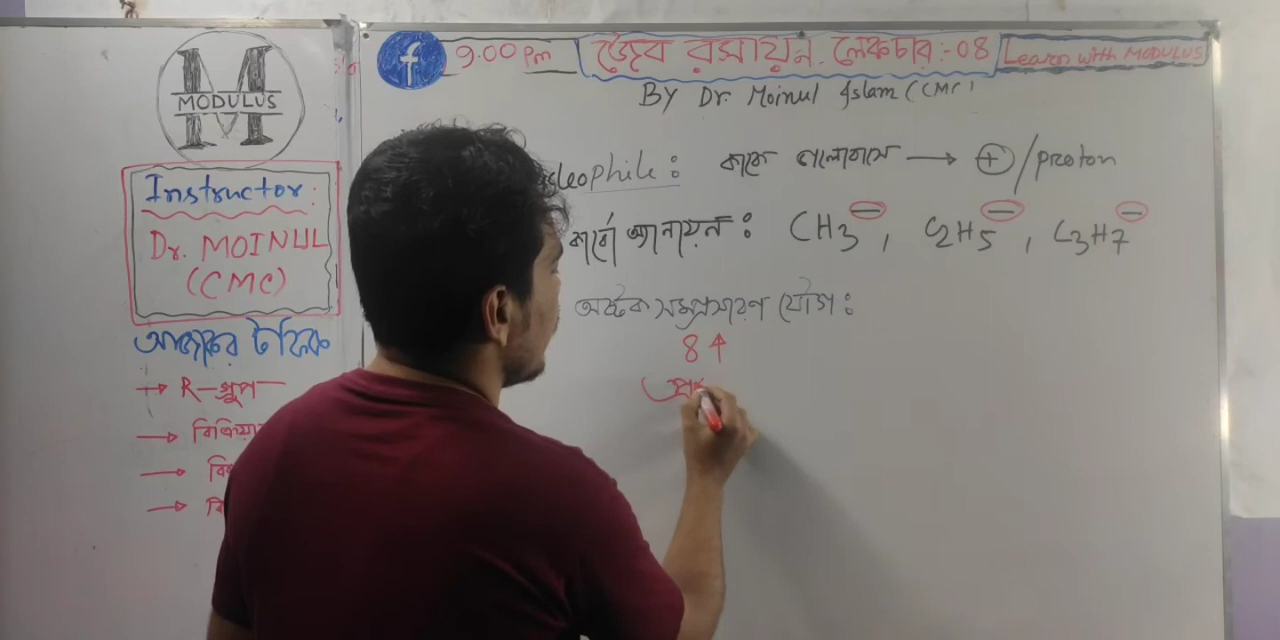 MODULUS
Instructor:
Dr. MOINUL
(CMC)
আজকের টপিক
→ R-গ্রুপ
→ বিক্রিয়া
→
→
f 9:00 Pm জৈব রসায়ন. লেকচার:-08 Learn with MODULUS
BY Dr. Moinul Islam (CMC)
cleophile: কাকে ভালোবাসে → ⊕/proton
কার্বো অ্যানায়ন: CH3⊖, C2H5⊖, C3H7⊖
অষ্টক সম্প্রসারণ যৌগ:
8↑